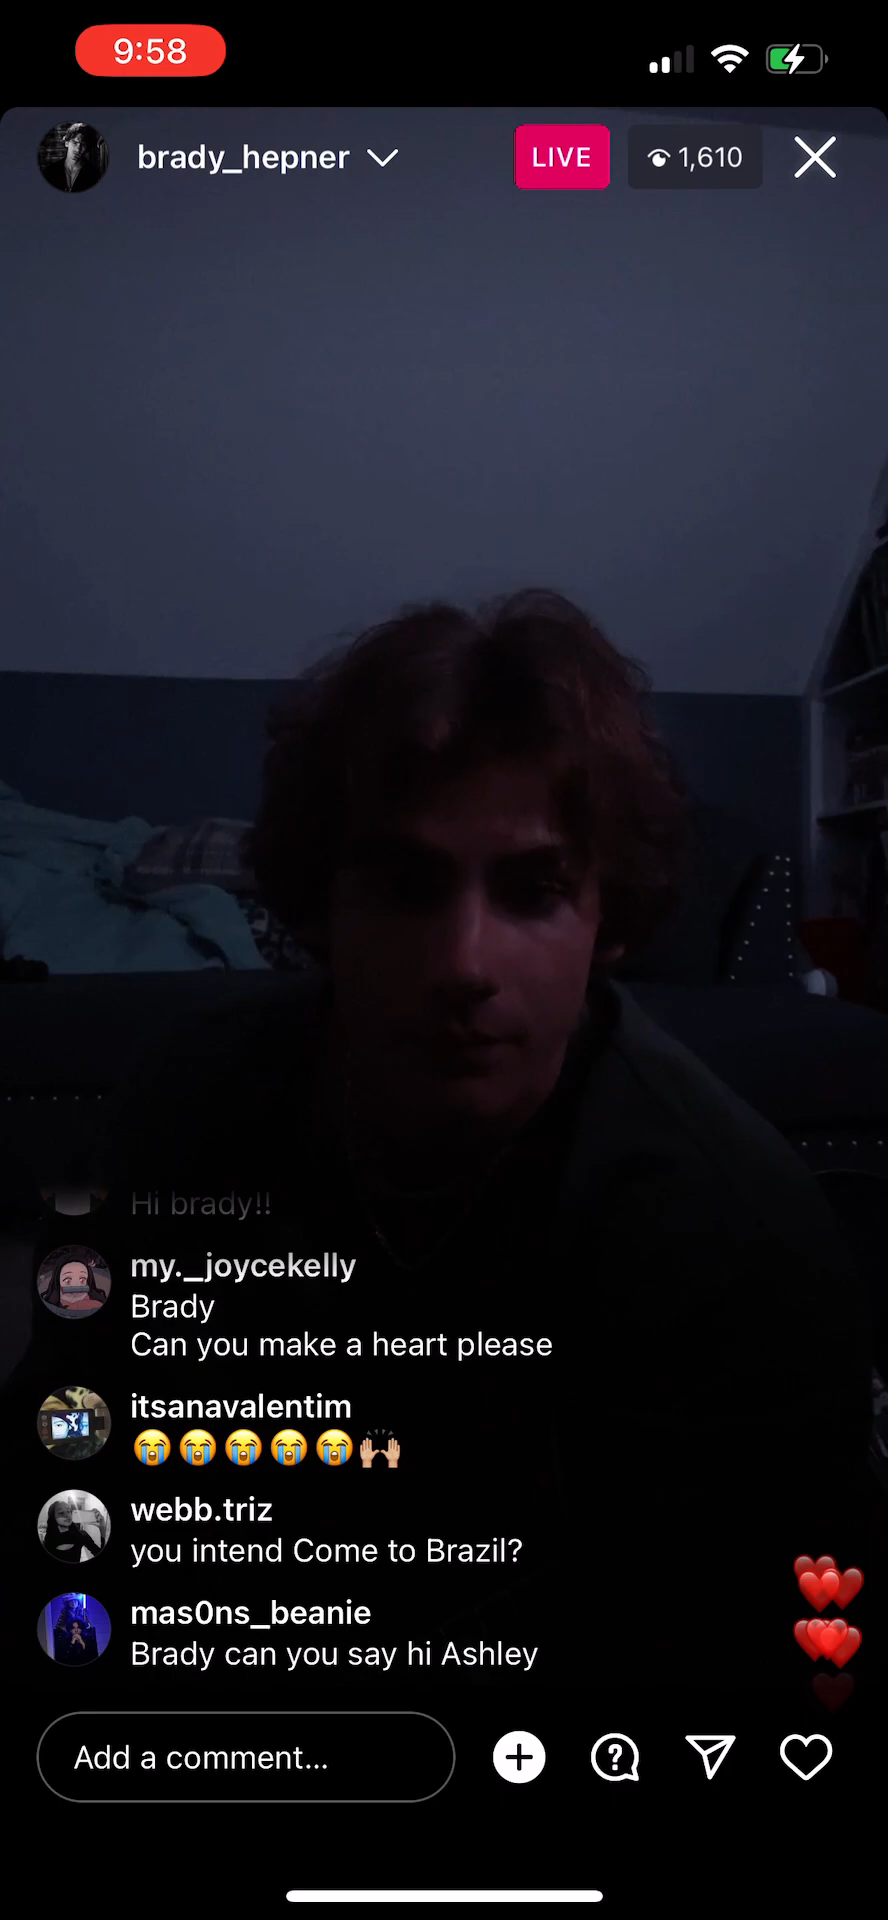 9:58
brady_hepner
LIVE
1,610
Hi brady!!
my._joycekelly
Brady
Can you make a heart please
itsanavalentim
😭😭😭😭😭🙌🏼
webb.triz
you intend Come to Brazil?
mas0ns_beanie
Brady can you say hi Ashley
Add a comment...